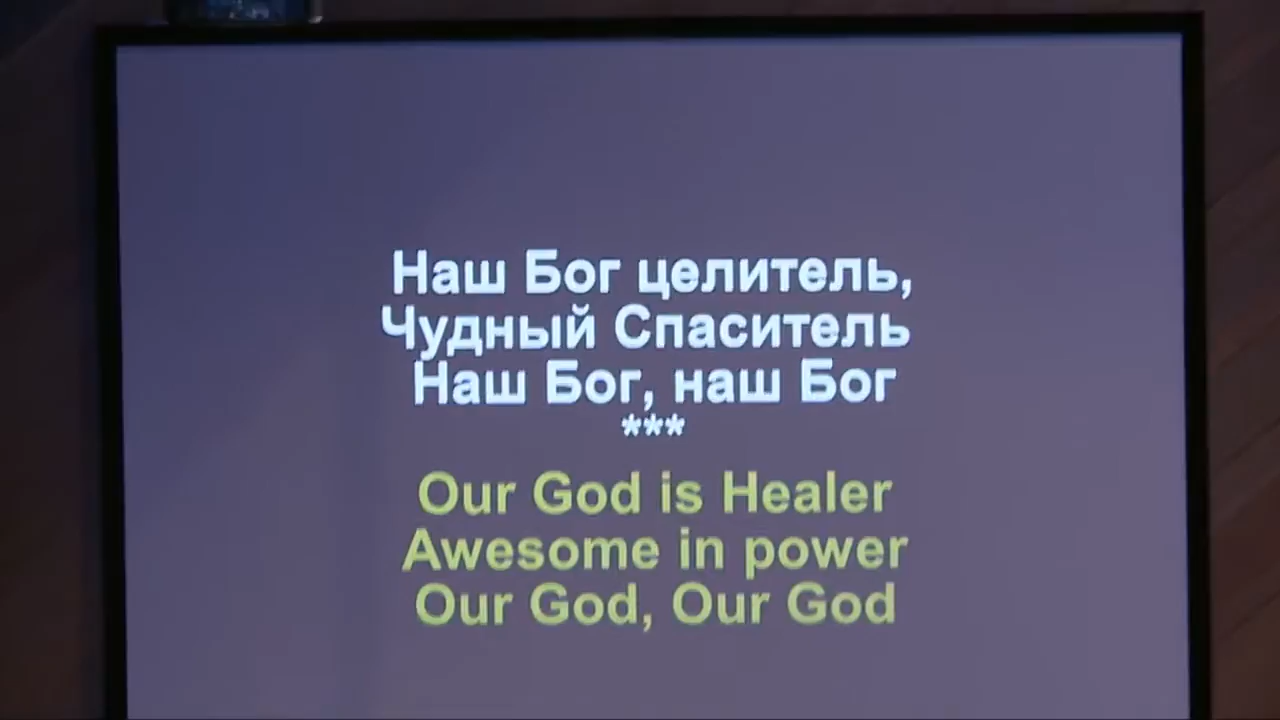 Наш Бог целитель,
Чудный Спаситель
Наш Бог, наш Бог
***
Our God is Healer
Awesome in power
Our God, Our God